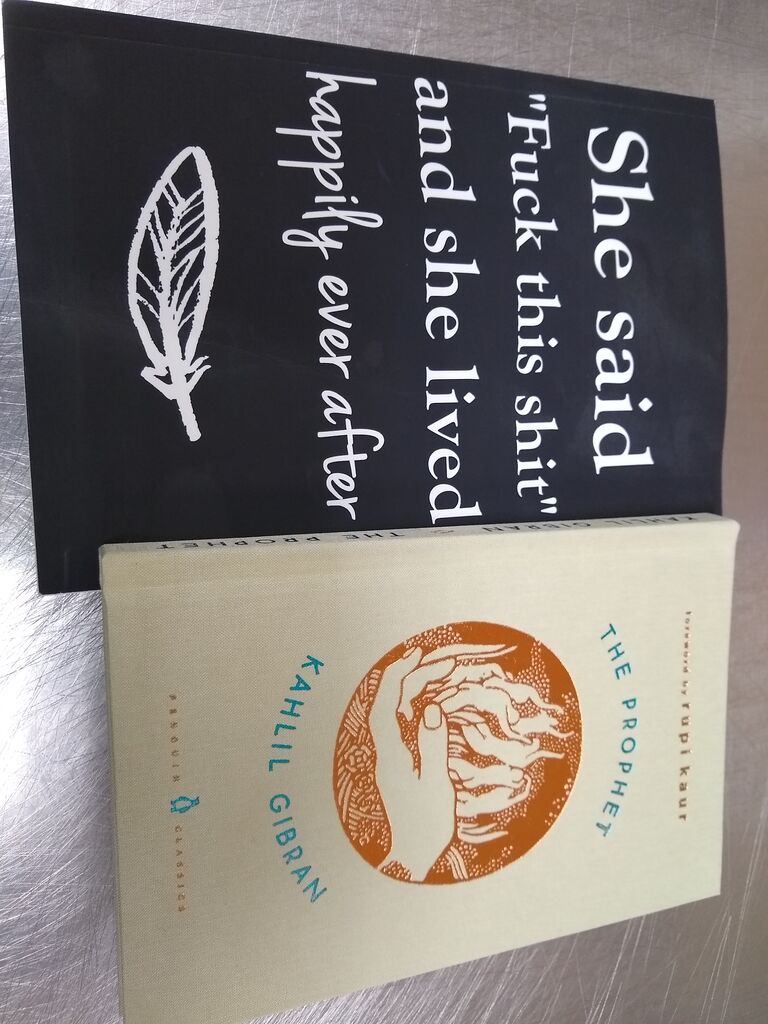 She said
"Fuck this shit"
and she lived
happily ever after
KAHLIL GIBRAN THE PROPHET
foreword by rupi kaur
THE PROPHET
KAHLIL GIBRAN
PENGUIN CLASSICS